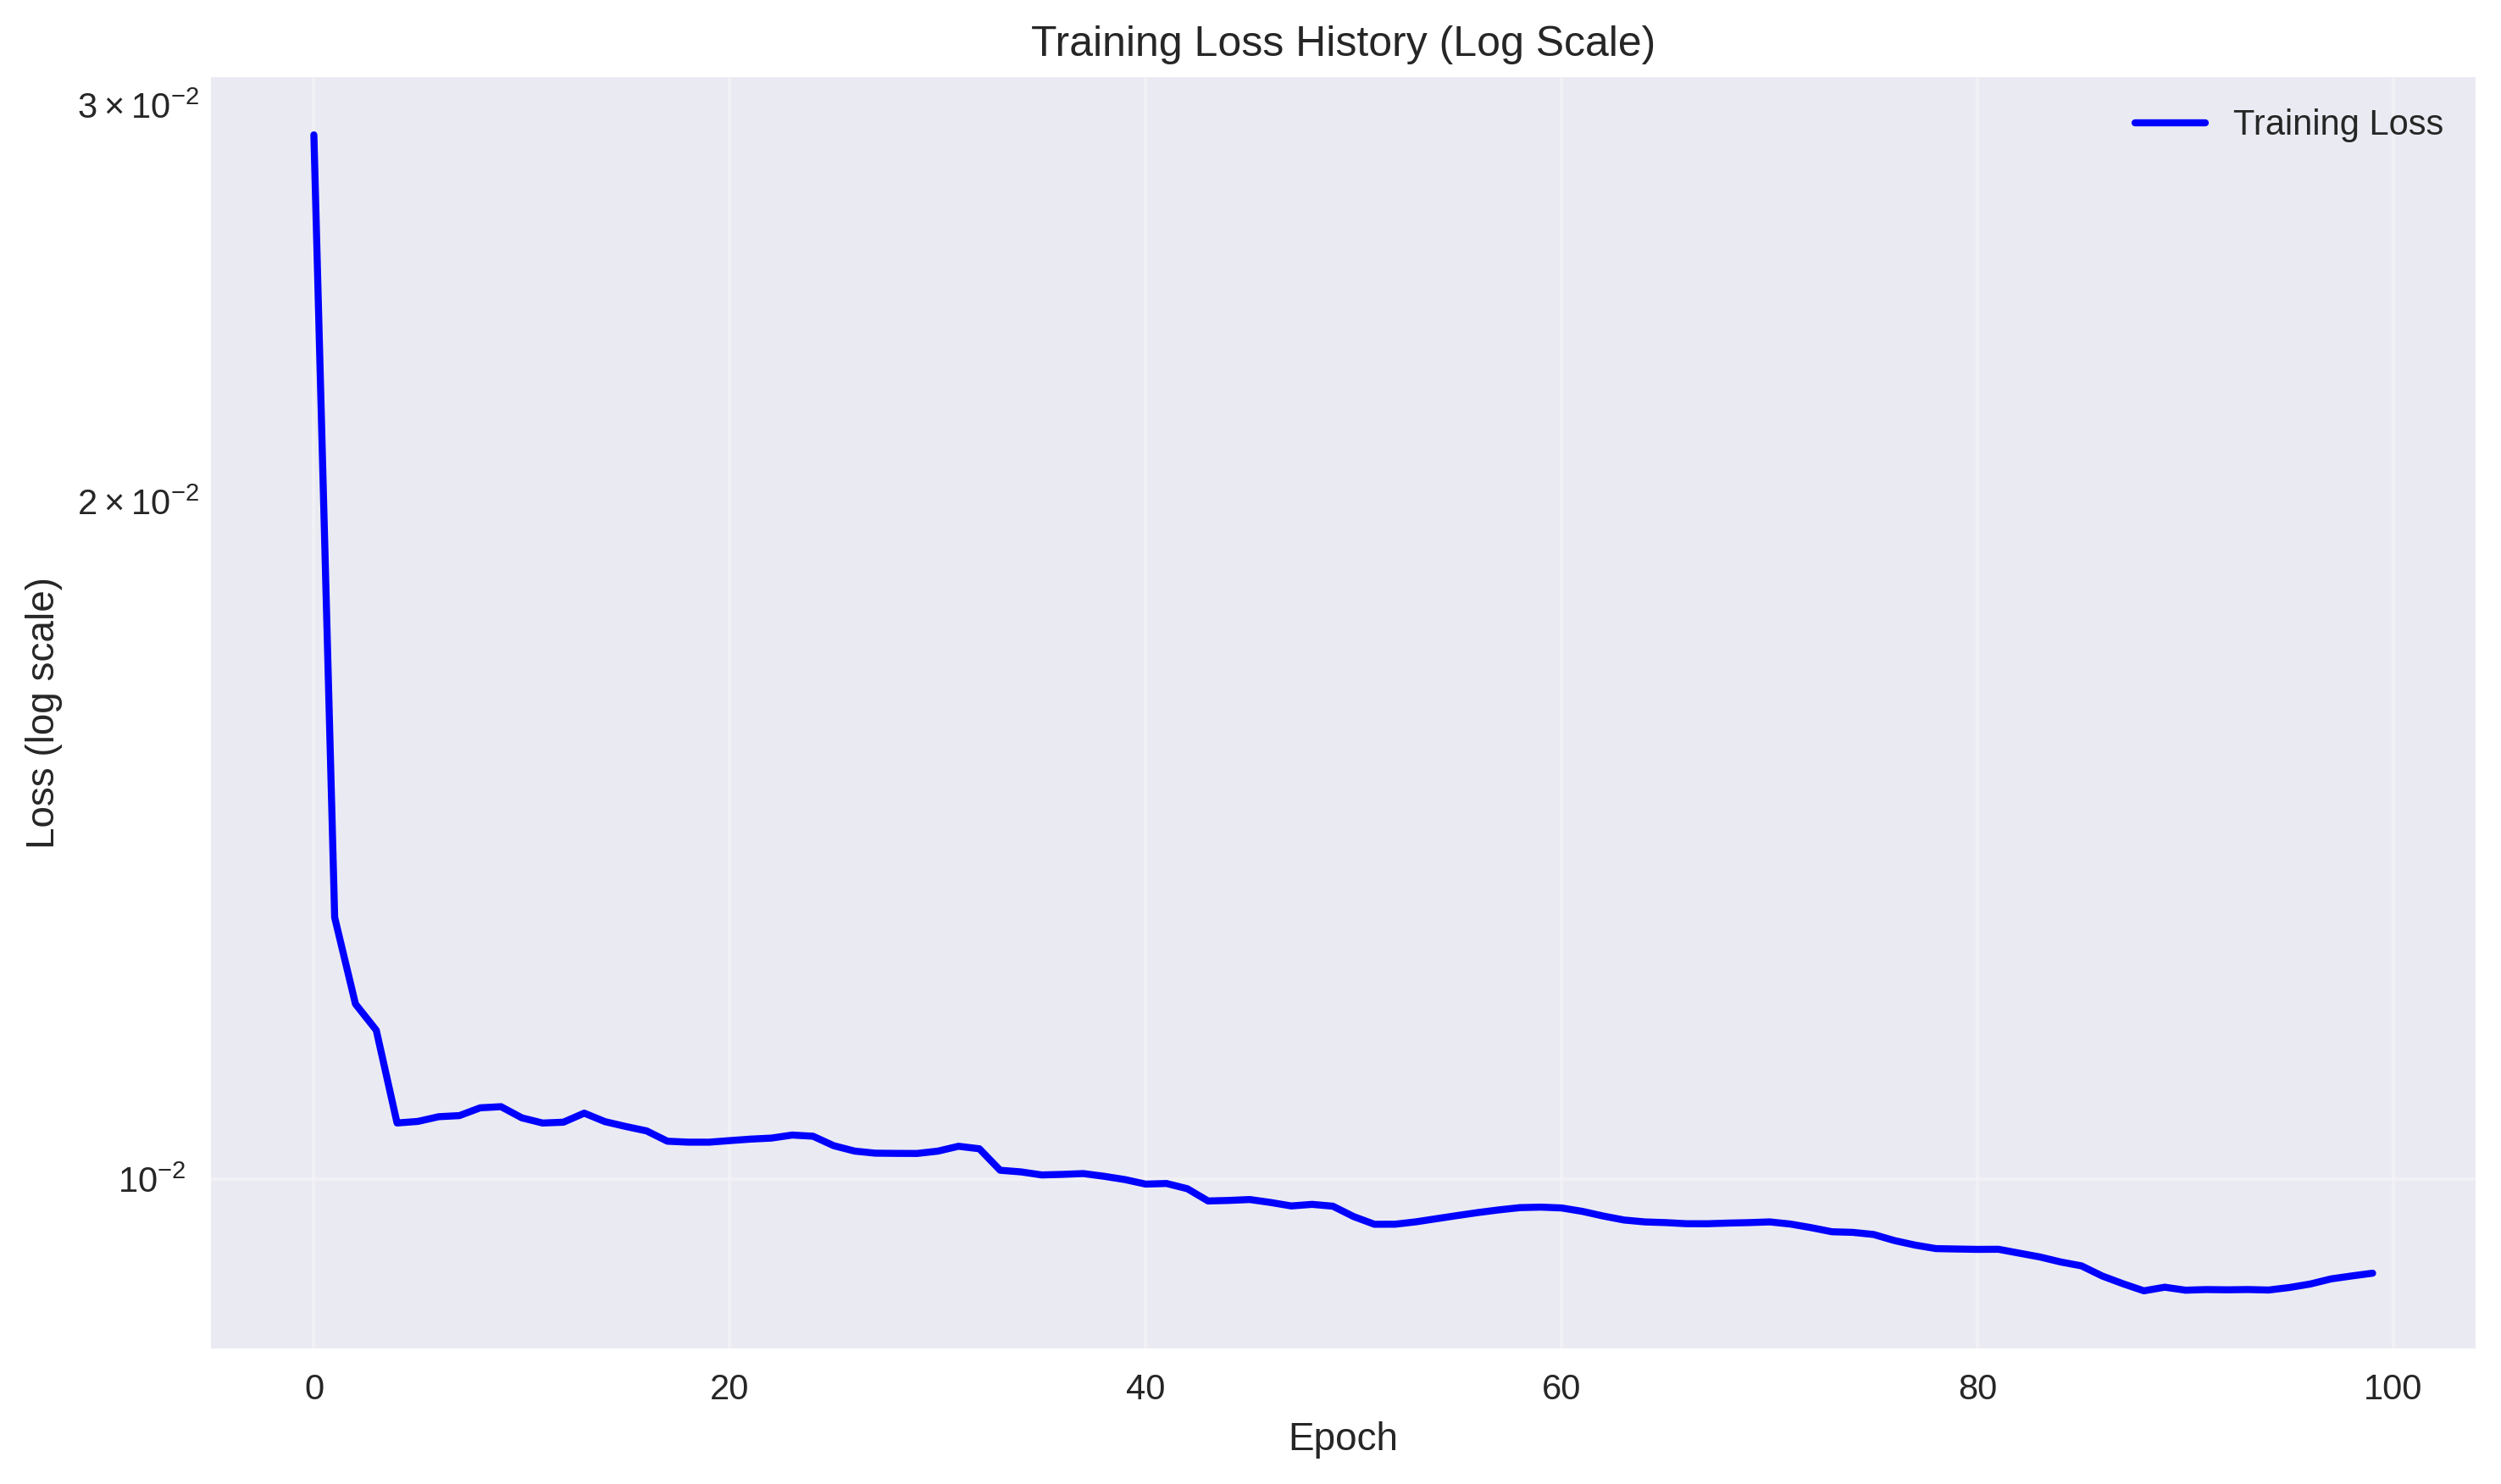 Training Loss History (Log Scale)
3 × 10⁻²
Training Loss
2 × 10⁻²
Loss (log scale)
10⁻²
0 20 40 60 80 100
Epoch